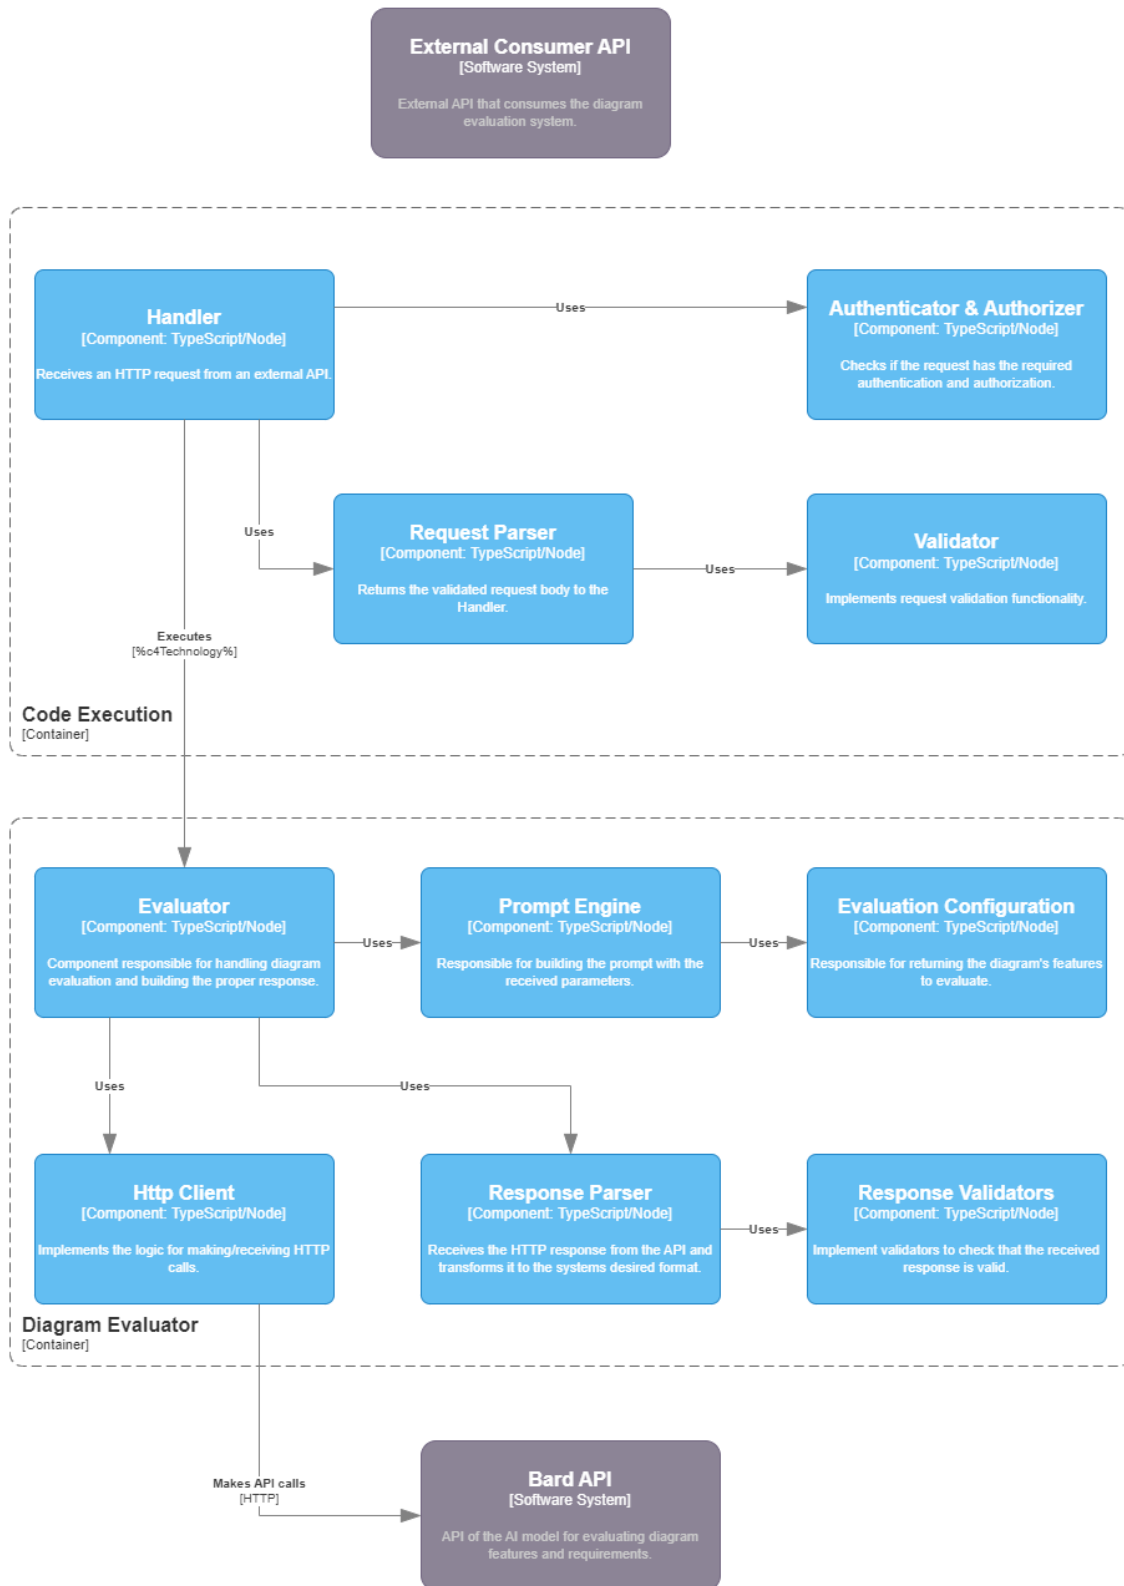 External Consumer API
[Software System]
External API that consumes the diagram
evaluation system.
Handler
[Component: TypeScript/Node]
Receives an HTTP request from an external API.
Uses
Authenticator & Authorizer
[Component: TypeScript/Node]
Checks if the request has the required
authentication and authorization.
Uses
Request Parser
[Component: TypeScript/Node]
Returns the validated request body to the
Handler.
Uses
Validator
[Component: TypeScript/Node]
Implements request validation functionality.
Executes
[%c4Technology%]
Code Execution
[Container]
Evaluator
[Component: TypeScript/Node]
Component responsible for handling diagram
evaluation and building the proper response.
Uses
Prompt Engine
[Component: TypeScript/Node]
Responsible for building the prompt with the
received parameters.
Uses
Evaluation Configuration
[Component: TypeScript/Node]
Responsible for returning the diagram's features
to evaluate.
Uses
Uses
Http Client
[Component: TypeScript/Node]
Implements the logic for making/receiving HTTP
calls.
Response Parser
[Component: TypeScript/Node]
Receives the HTTP response from the API and
transforms it to the systems desired format.
Uses
Response Validators
[Component: TypeScript/Node]
Implement validators to check that the received
response is valid.
Diagram Evaluator
[Container]
Makes API calls
[HTTP]
Bard API
[Software System]
API of the AI model for evaluating diagram
features and requirements.